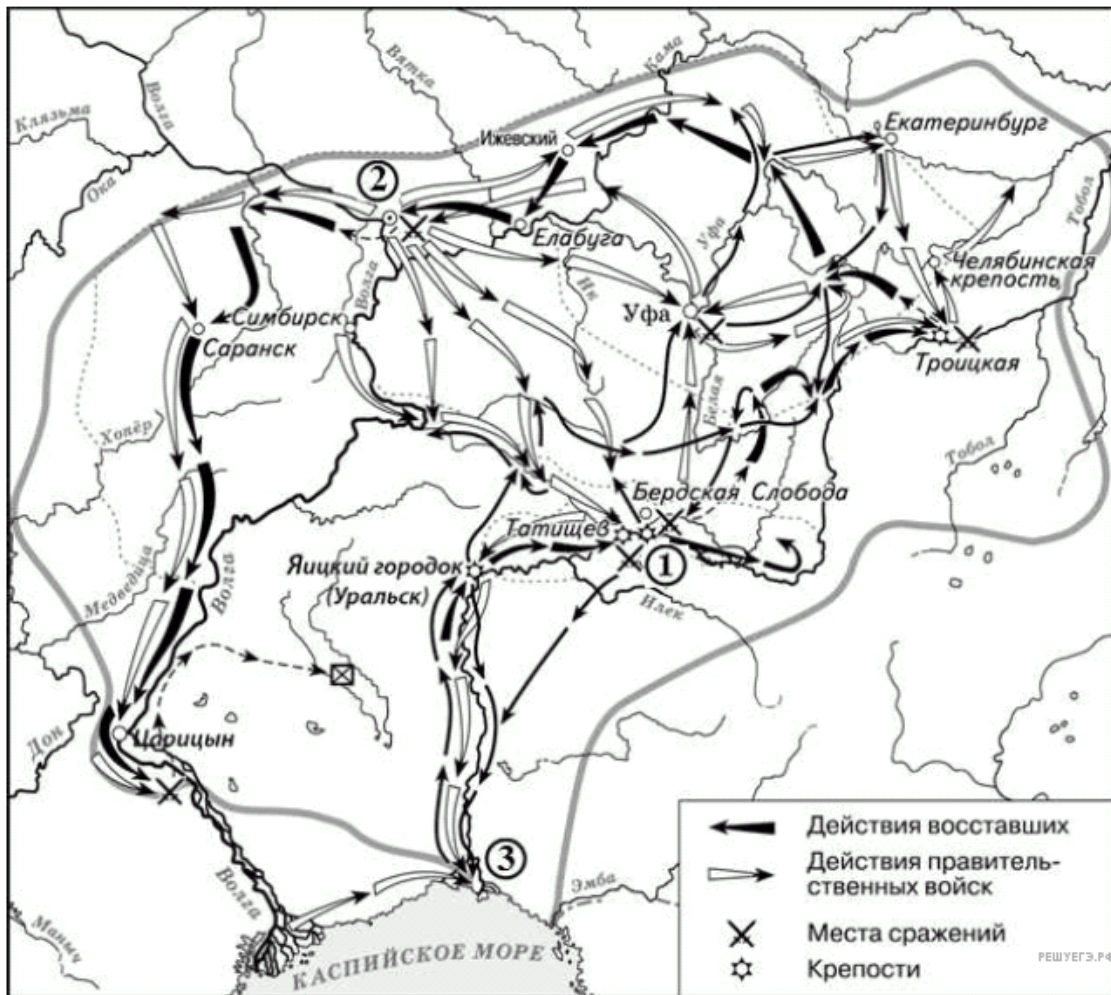 Клязьма
Волга
Вятка
Кама
Ока
Ижевский
Екатеринбург
2
Тобол
Елабуга
Уфа
Ик
Волга
Челябинская
крепость
Симбирск
Уфа
Саранск
Троицкая
Белая
Хопёр
Тобол
Бердская Слобода
Татищев
1
Яицкий городок
(Уральск)
Илек
Медведица
Волга
Дон
Царицын
3
Эмба
Волга
Маныч
КАСПИЙСКОЕ МОРЕ
Действия восставших
Действия правитель-
ственных войск
Места сражений
Крепости
РЕШУЕГЭ.РФ